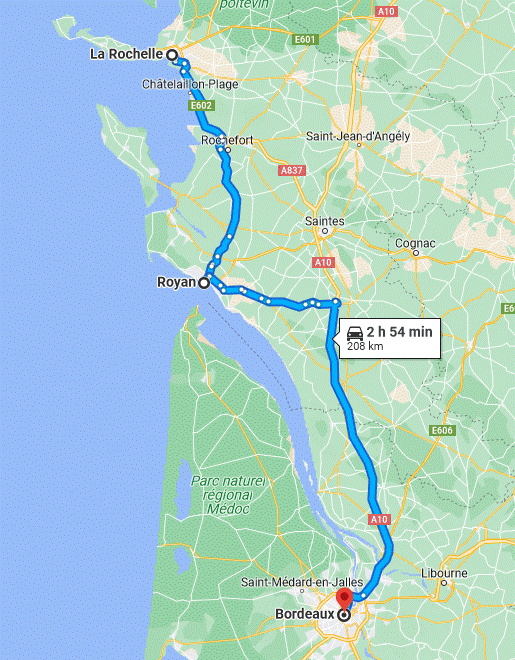 poitevin
A10
E601
La Rochelle
Châtelaillon-Plage
E602
Rochefort
Saint-Jean-d'Angély
A837
Saintes
Cognac
A10
Royan
2 h 54 min
208 km
E606
Parc naturel
régional
Médoc
A10
Libourne
Saint-Médard-en-Jalles
Bordeaux